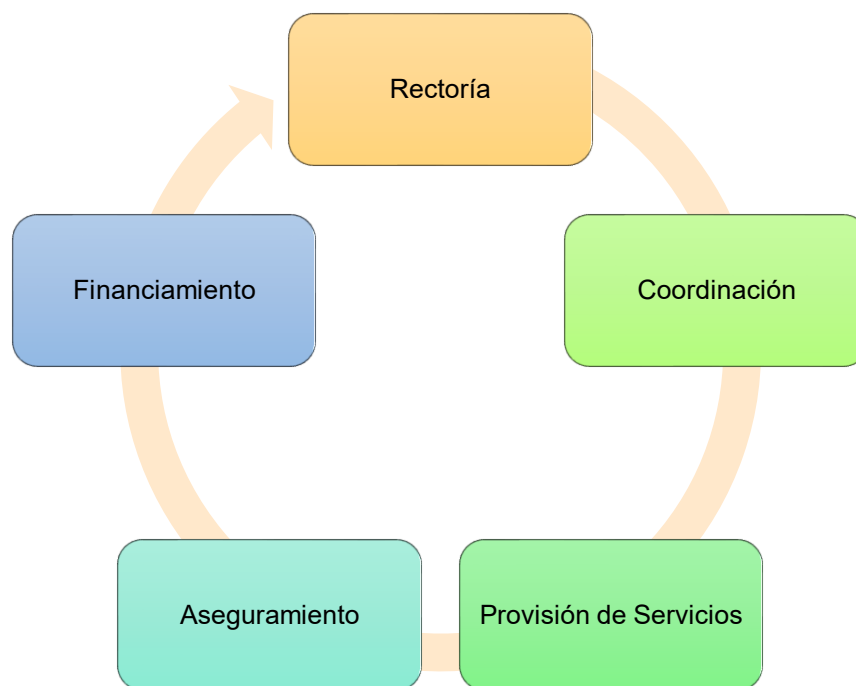 Rectoría
Coordinación
Provisión de Servicios
Aseguramiento
Financiamiento